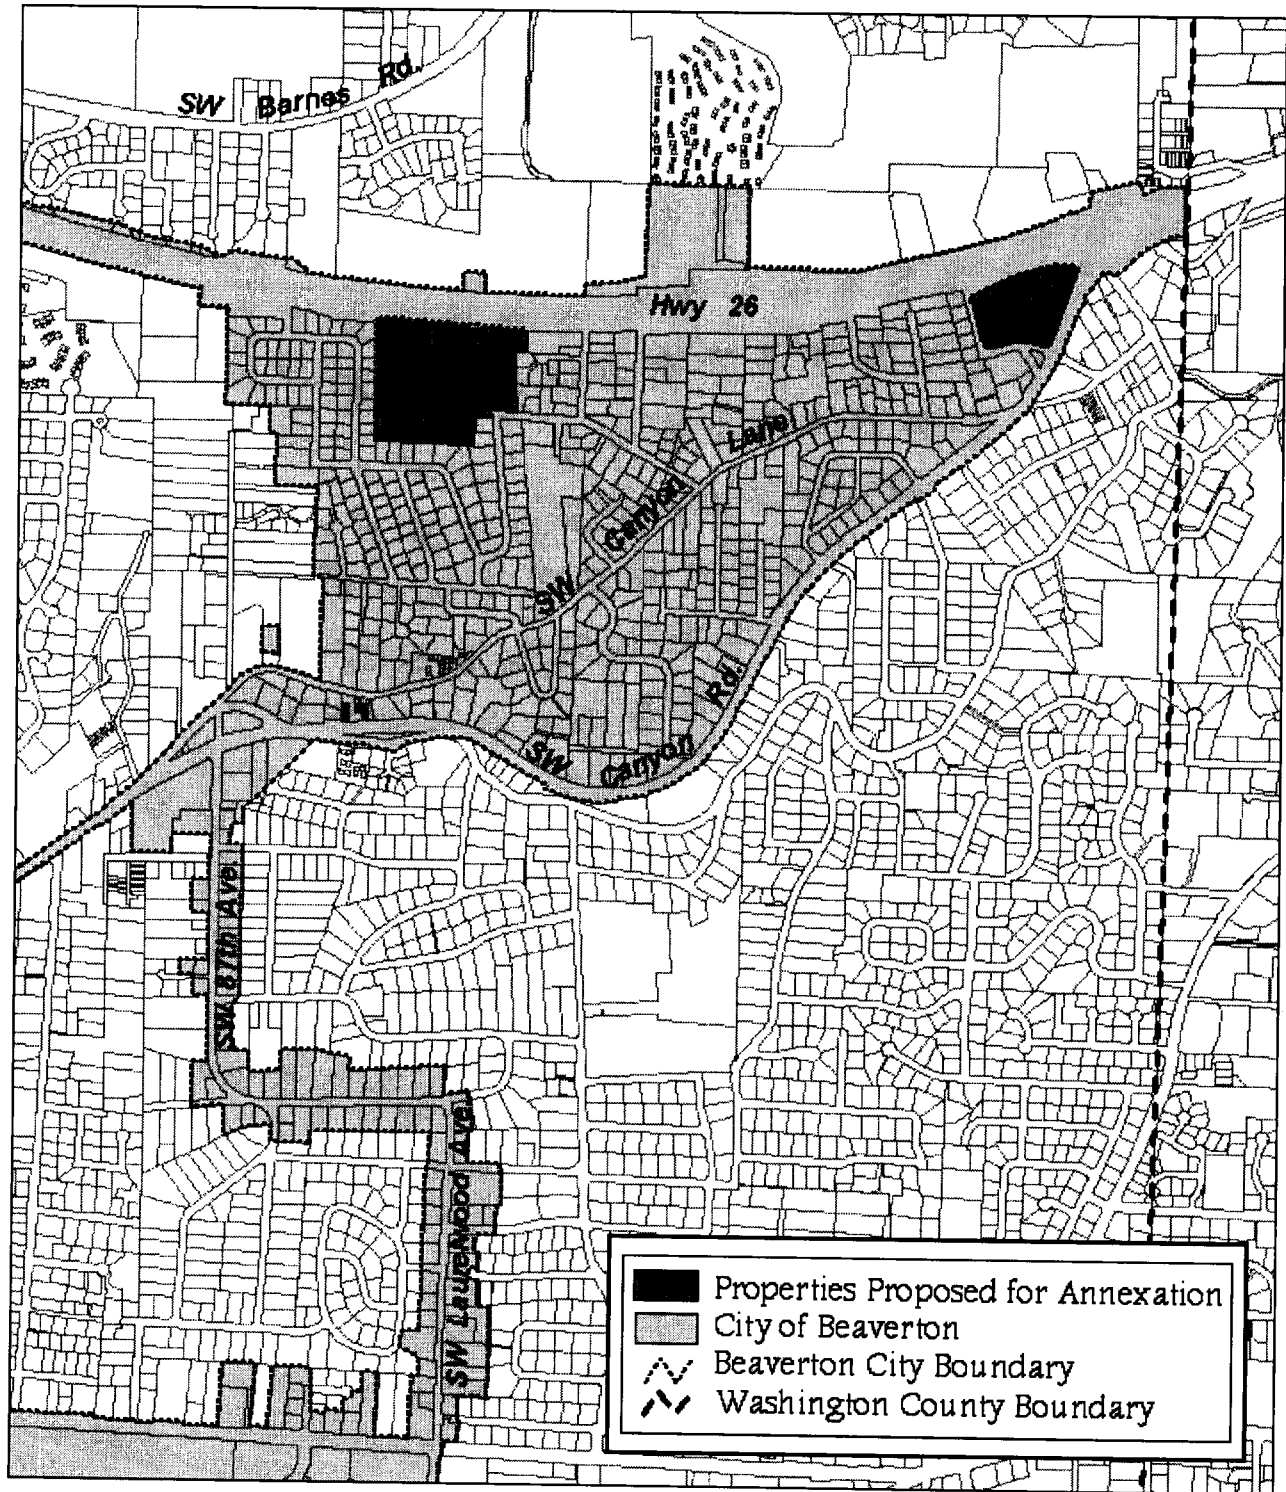 SW Barnes Rd.
Hwy 26
SW Canyon Lane
SW Canyon Rd.
SW 87th Ave.
SW Laurelwood Ave.
Properties Proposed for Annexation
City of Beaverton
Beaverton City Boundary
Washington County Boundary